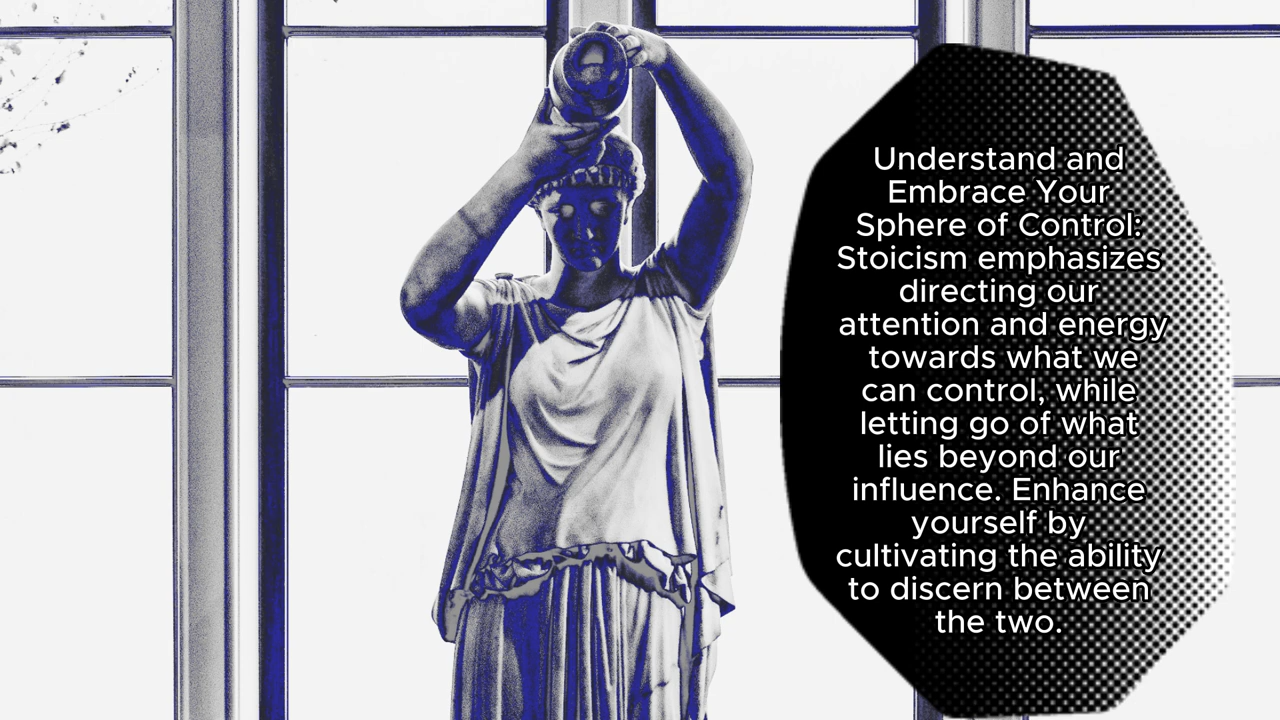 Understand and
Embrace Your
Sphere of Control:
Stoicism emphasizes
directing our
attention and energy
towards what we
can control, while
letting go of what
lies beyond our
influence. Enhance
yourself by
cultivating the ability
to discern between
the two.